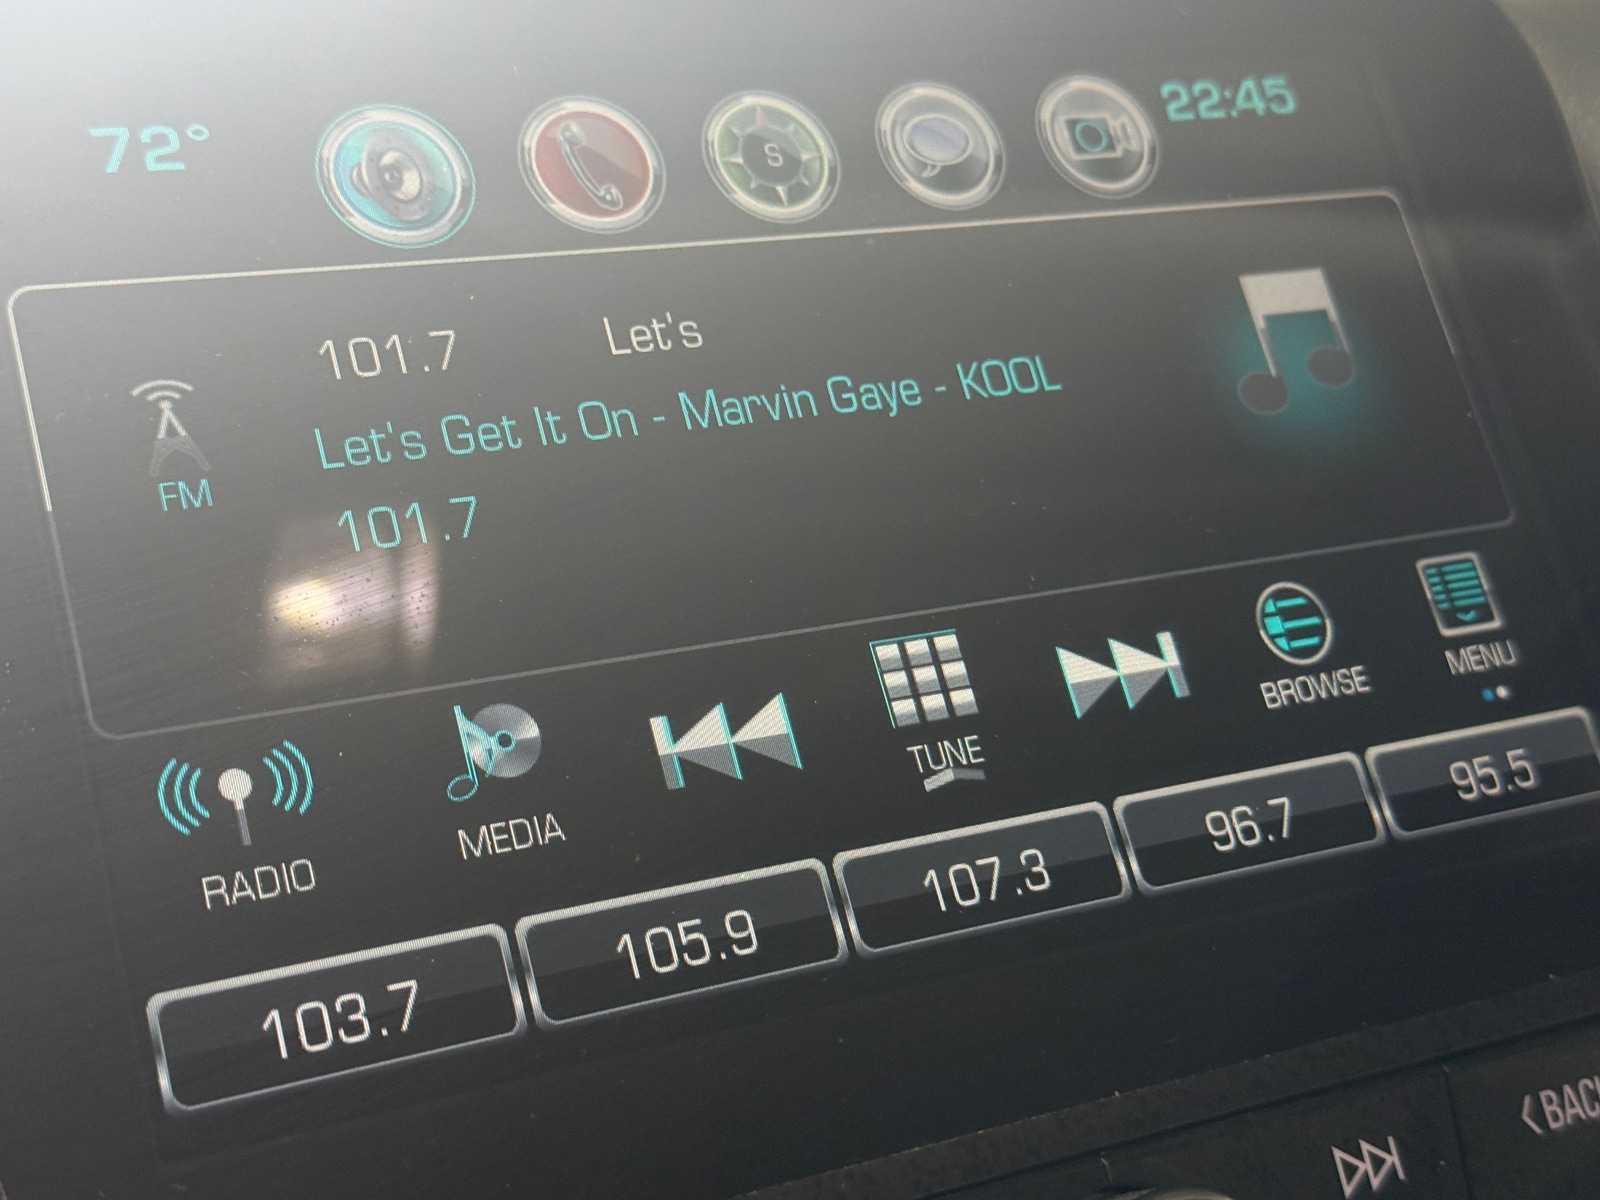 72° 22:45
S
101.7 Let's
Let's Get It On - Marvin Gaye - KOOL
101.7
FM
RADIO MEDIA TUNE BROWSE MENU
103.7 105.9 107.3 96.7 95.5
BACK